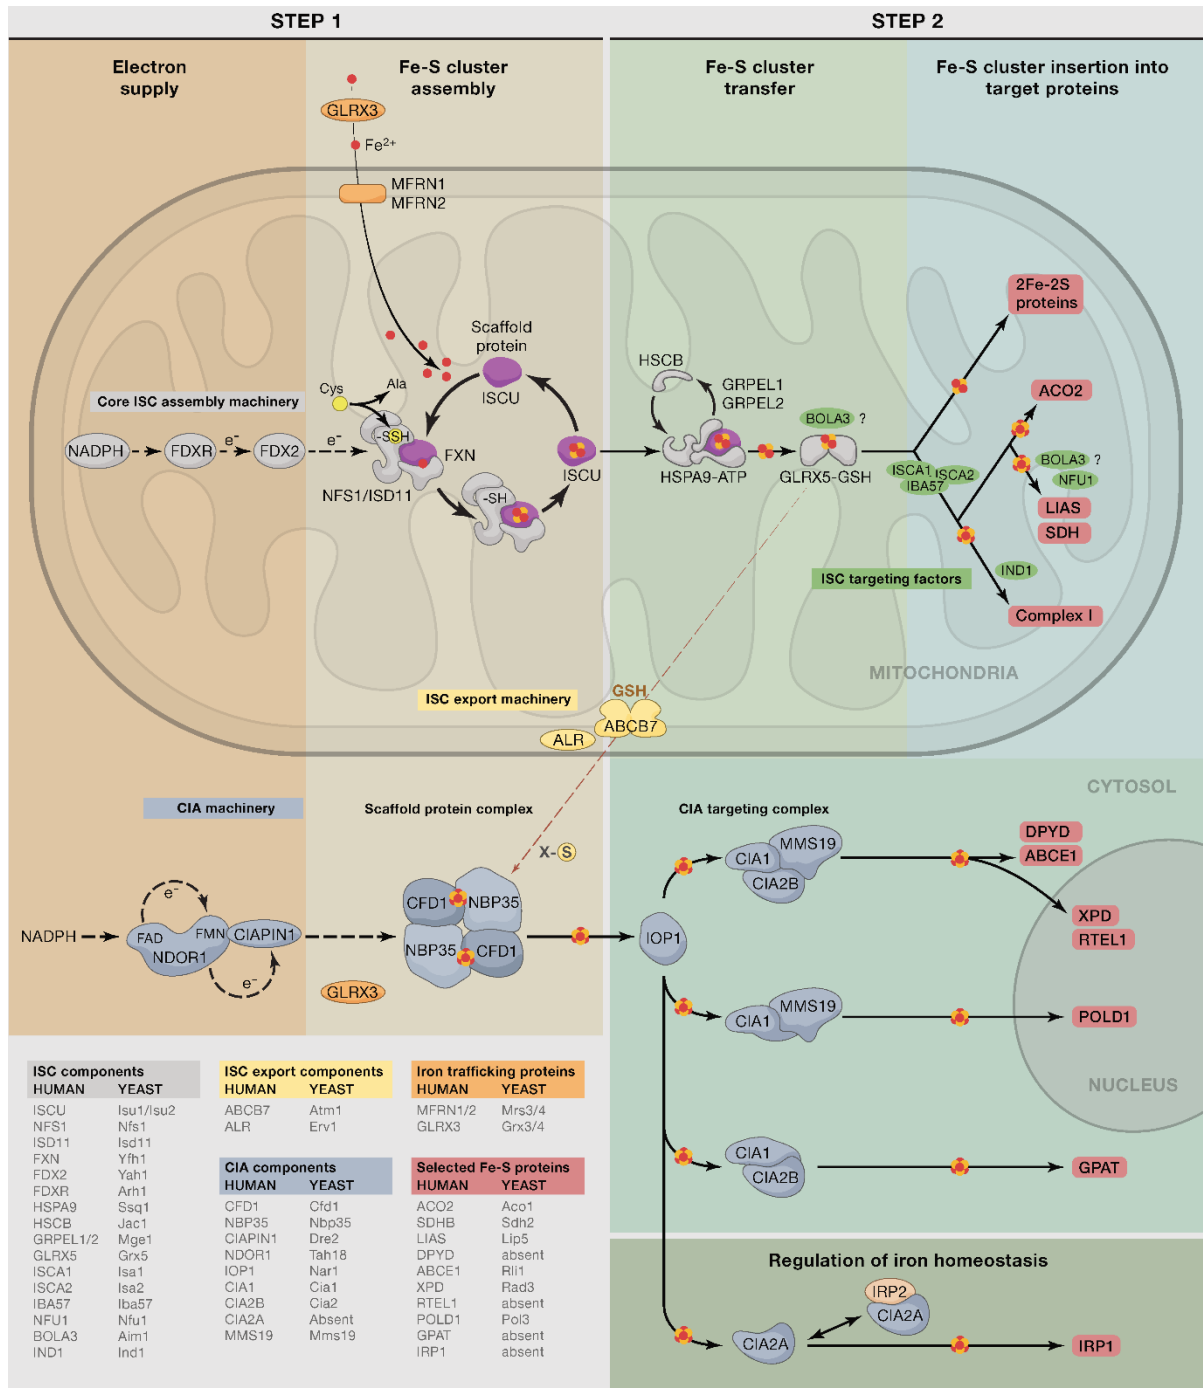 STEP 1
STEP 2
Electron
supply
Fe-S cluster
assembly
Fe-S cluster
transfer
Fe-S cluster insertion into
target proteins
GLRX3
Fe2+
MFRN1
MFRN2
2Fe-2S
proteins
Scaffold
protein
ISCU
HSCB
GRPEL1
GRPEL2
ACO2
Core ISC assembly machinery
Cys
Ala
BOLA3 ?
NADPH
FDXR
e-
FDX2
e-
-SSH
FXN
NFS1/ISD11
-SH
ISCU
HSPA9-ATP
GLRX5-GSH
ISCA1
ISCA2
IBA57
BOLA3 ?
NFU1
LIAS
SDH
ISC targeting factors
IND1
Complex I
MITOCHONDRIA
ISC export machinery
GSH
ABCB7
ALR
CYTOSOL
CIA machinery
Scaffold protein complex
CIA targeting complex
X-S
DPYD
ABCE1
CIA1
MMS19
CIA2B
NADPH
e-
FAD
FMN
NDOR1
CIAPIN1
e-
CFD1
NBP35
NBP35
CFD1
GLRX3
IOP1
XPD
RTEL1
CIA1
MMS19
POLD1
NUCLEUS
CIA1
CIA2B
GPAT
Regulation of iron homeostasis
IRP2
CIA2A
CIA2A
IRP1
ISC components
HUMAN YEAST
ISCU Isu1/Isu2
NFS1 Nfs1
ISD11 Isd11
FXN Yfh1
FDX2 Yah1
FDXR Arh1
HSPA9 Ssq1
HSCB Jac1
GRPEL1/2 Mge1
GLRX5 Grx5
ISCA1 Isa1
ISCA2 Isa2
IBA57 Iba57
NFU1 Nfu1
BOLA3 Aim1
IND1 Ind1
ISC export components
HUMAN YEAST
ABCB7 Atm1
ALR Erv1
CIA components
HUMAN YEAST
CFD1 Cfd1
NBP35 Nbp35
CIAPIN1 Dre2
NDOR1 Tah18
IOP1 Nar1
CIA1 Cia1
CIA2B Cia2
CIA2A Absent
MMS19 Mms19
Iron trafficking proteins
HUMAN YEAST
MFRN1/2 Mrs3/4
GLRX3 Grx3/4
Selected Fe-S proteins
HUMAN YEAST
ACO2 Aco1
SDHB Sdh2
LIAS Lip5
DPYD absent
ABCE1 Rli1
XPD Rad3
RTEL1 absent
POLD1 Pol3
GPAT absent
IRP1 absent